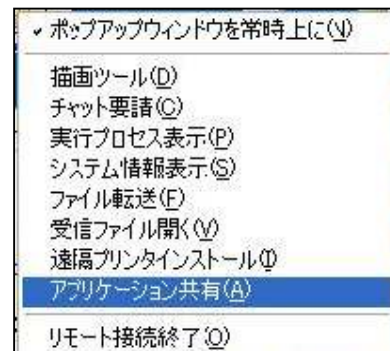 ✓ ポップアップウィンドウを常時上に(N)
描画ツール(D)
チャット要請(C)
実行プロセス表示(P)
システム情報表示(S)
ファイル転送(F)
受信ファイル開く(V)
遠隔プリンタインストール(I)
アプリケーション共有(A)
リモート接続終了(O)